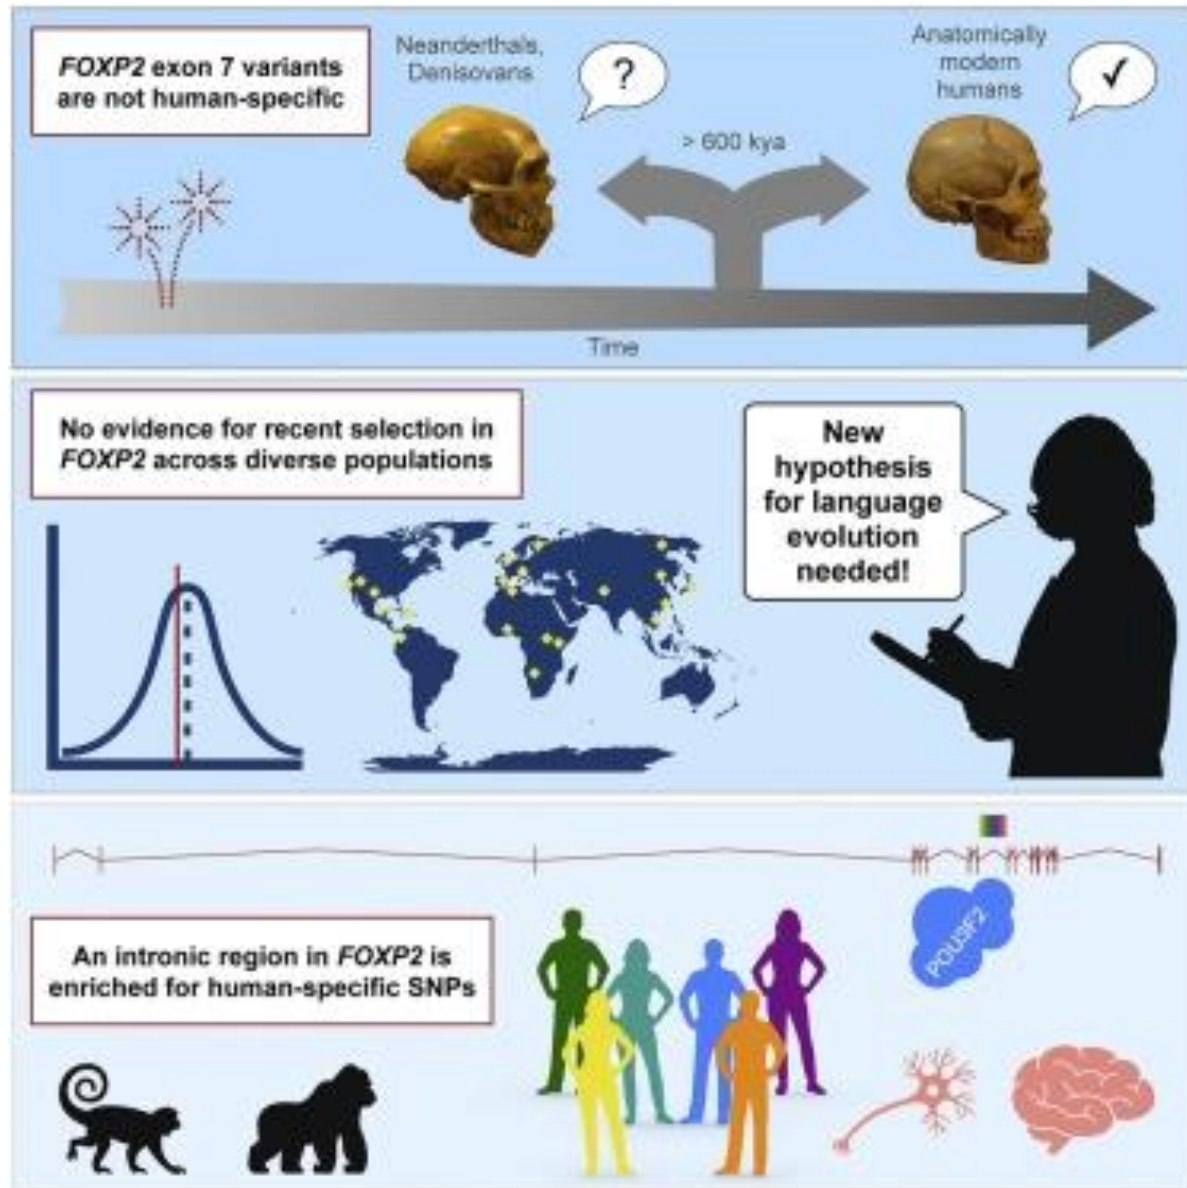 FOXP2 exon 7 variants
are not human-specific
Neanderthals,
Denisovans
?
> 600 kya
Anatomically
modern
humans
✓
Time
No evidence for recent selection in
FOXP2 across diverse populations
New
hypothesis
for language
evolution
needed!
POU3F2
An intronic region in FOXP2 is
enriched for human-specific SNPs